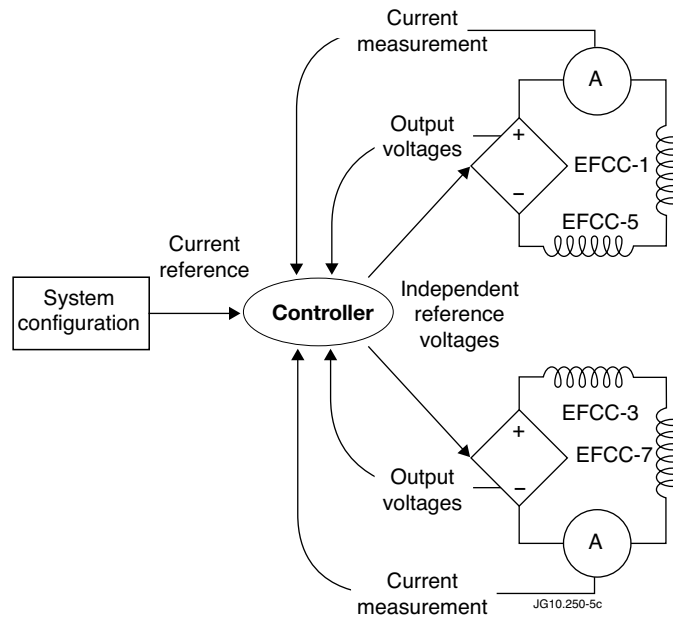 Current
measurement
A
Output
voltages
+
−
EFCC-1
EFCC-5
Current
reference
System
configuration
Controller
Independent
reference
voltages
EFCC-3
+
EFCC-7
Output
voltages
−
A
Current
measurement
JG10.250-5c